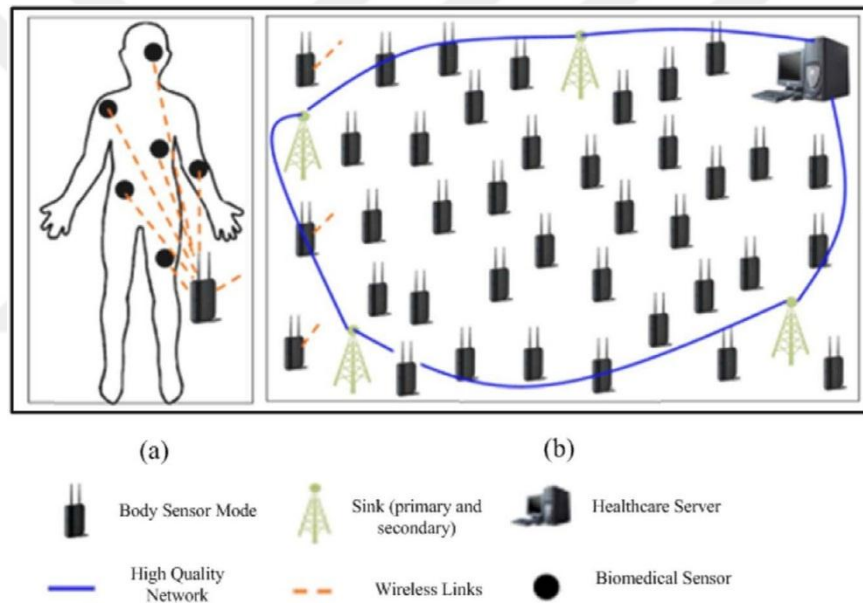 (a)
(b)
Body Sensor Mode
Sink (primary and
secondary)
Healthcare Server
High Quality
Network
Wireless Links
Biomedical Sensor